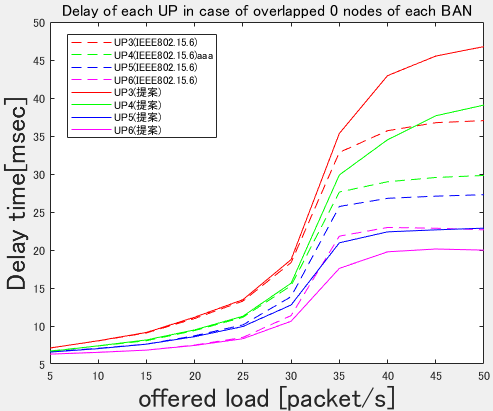 Delay of each UP in case of overlapped 0 nodes of each BAN
UP3(IEEE802.15.6)
UP4(IEEE802.15.6)aaa
UP5(IEEE802.15.6)
UP6(IEEE802.15.6)
UP3(提案)
UP4(提案)
UP5(提案)
UP6(提案)
Delay time[msec]
50
45
40
35
30
25
20
15
10
5
5 10 15 20 25 30 35 40 45 50
offered load [packet/s]